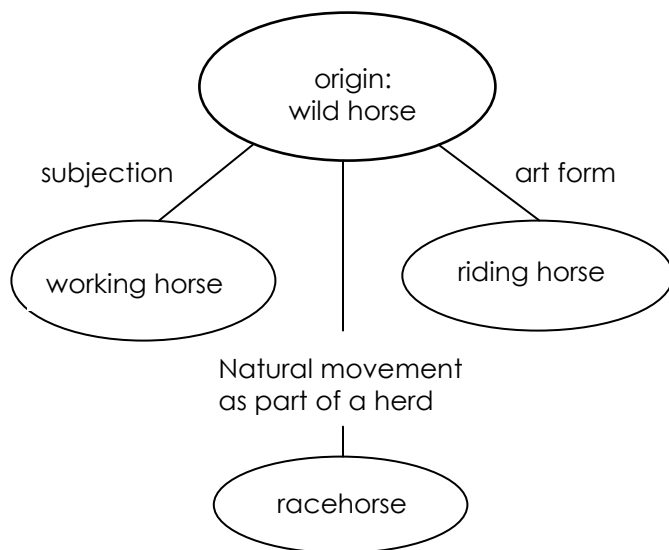 origin:
wild horse
subjection
art form
working horse
riding horse
Natural movement
as part of a herd
racehorse